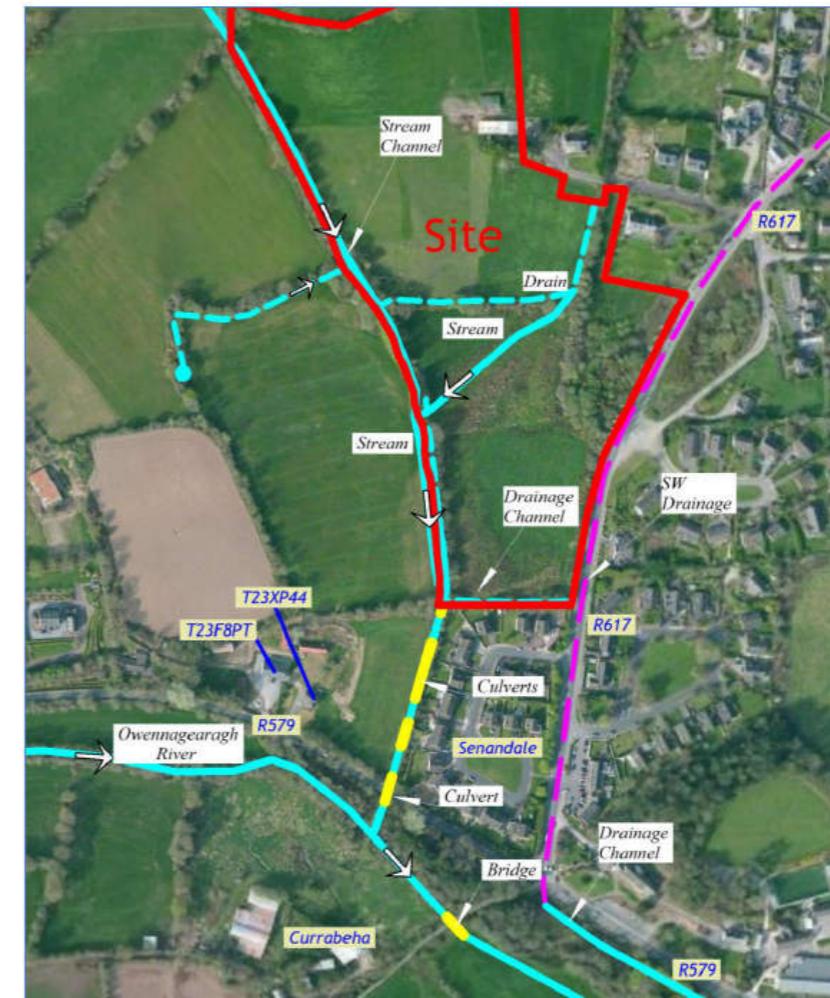 Stream
Channel
R617
Site
Drain
Stream
Stream
SW
Drainage
Drainage
Channel
T23XP44
T23F8PT
R617
Culverts
R579
Owennagearagh
River
Senandale
Culvert
Drainage
Channel
Bridge
Currabeha
R579